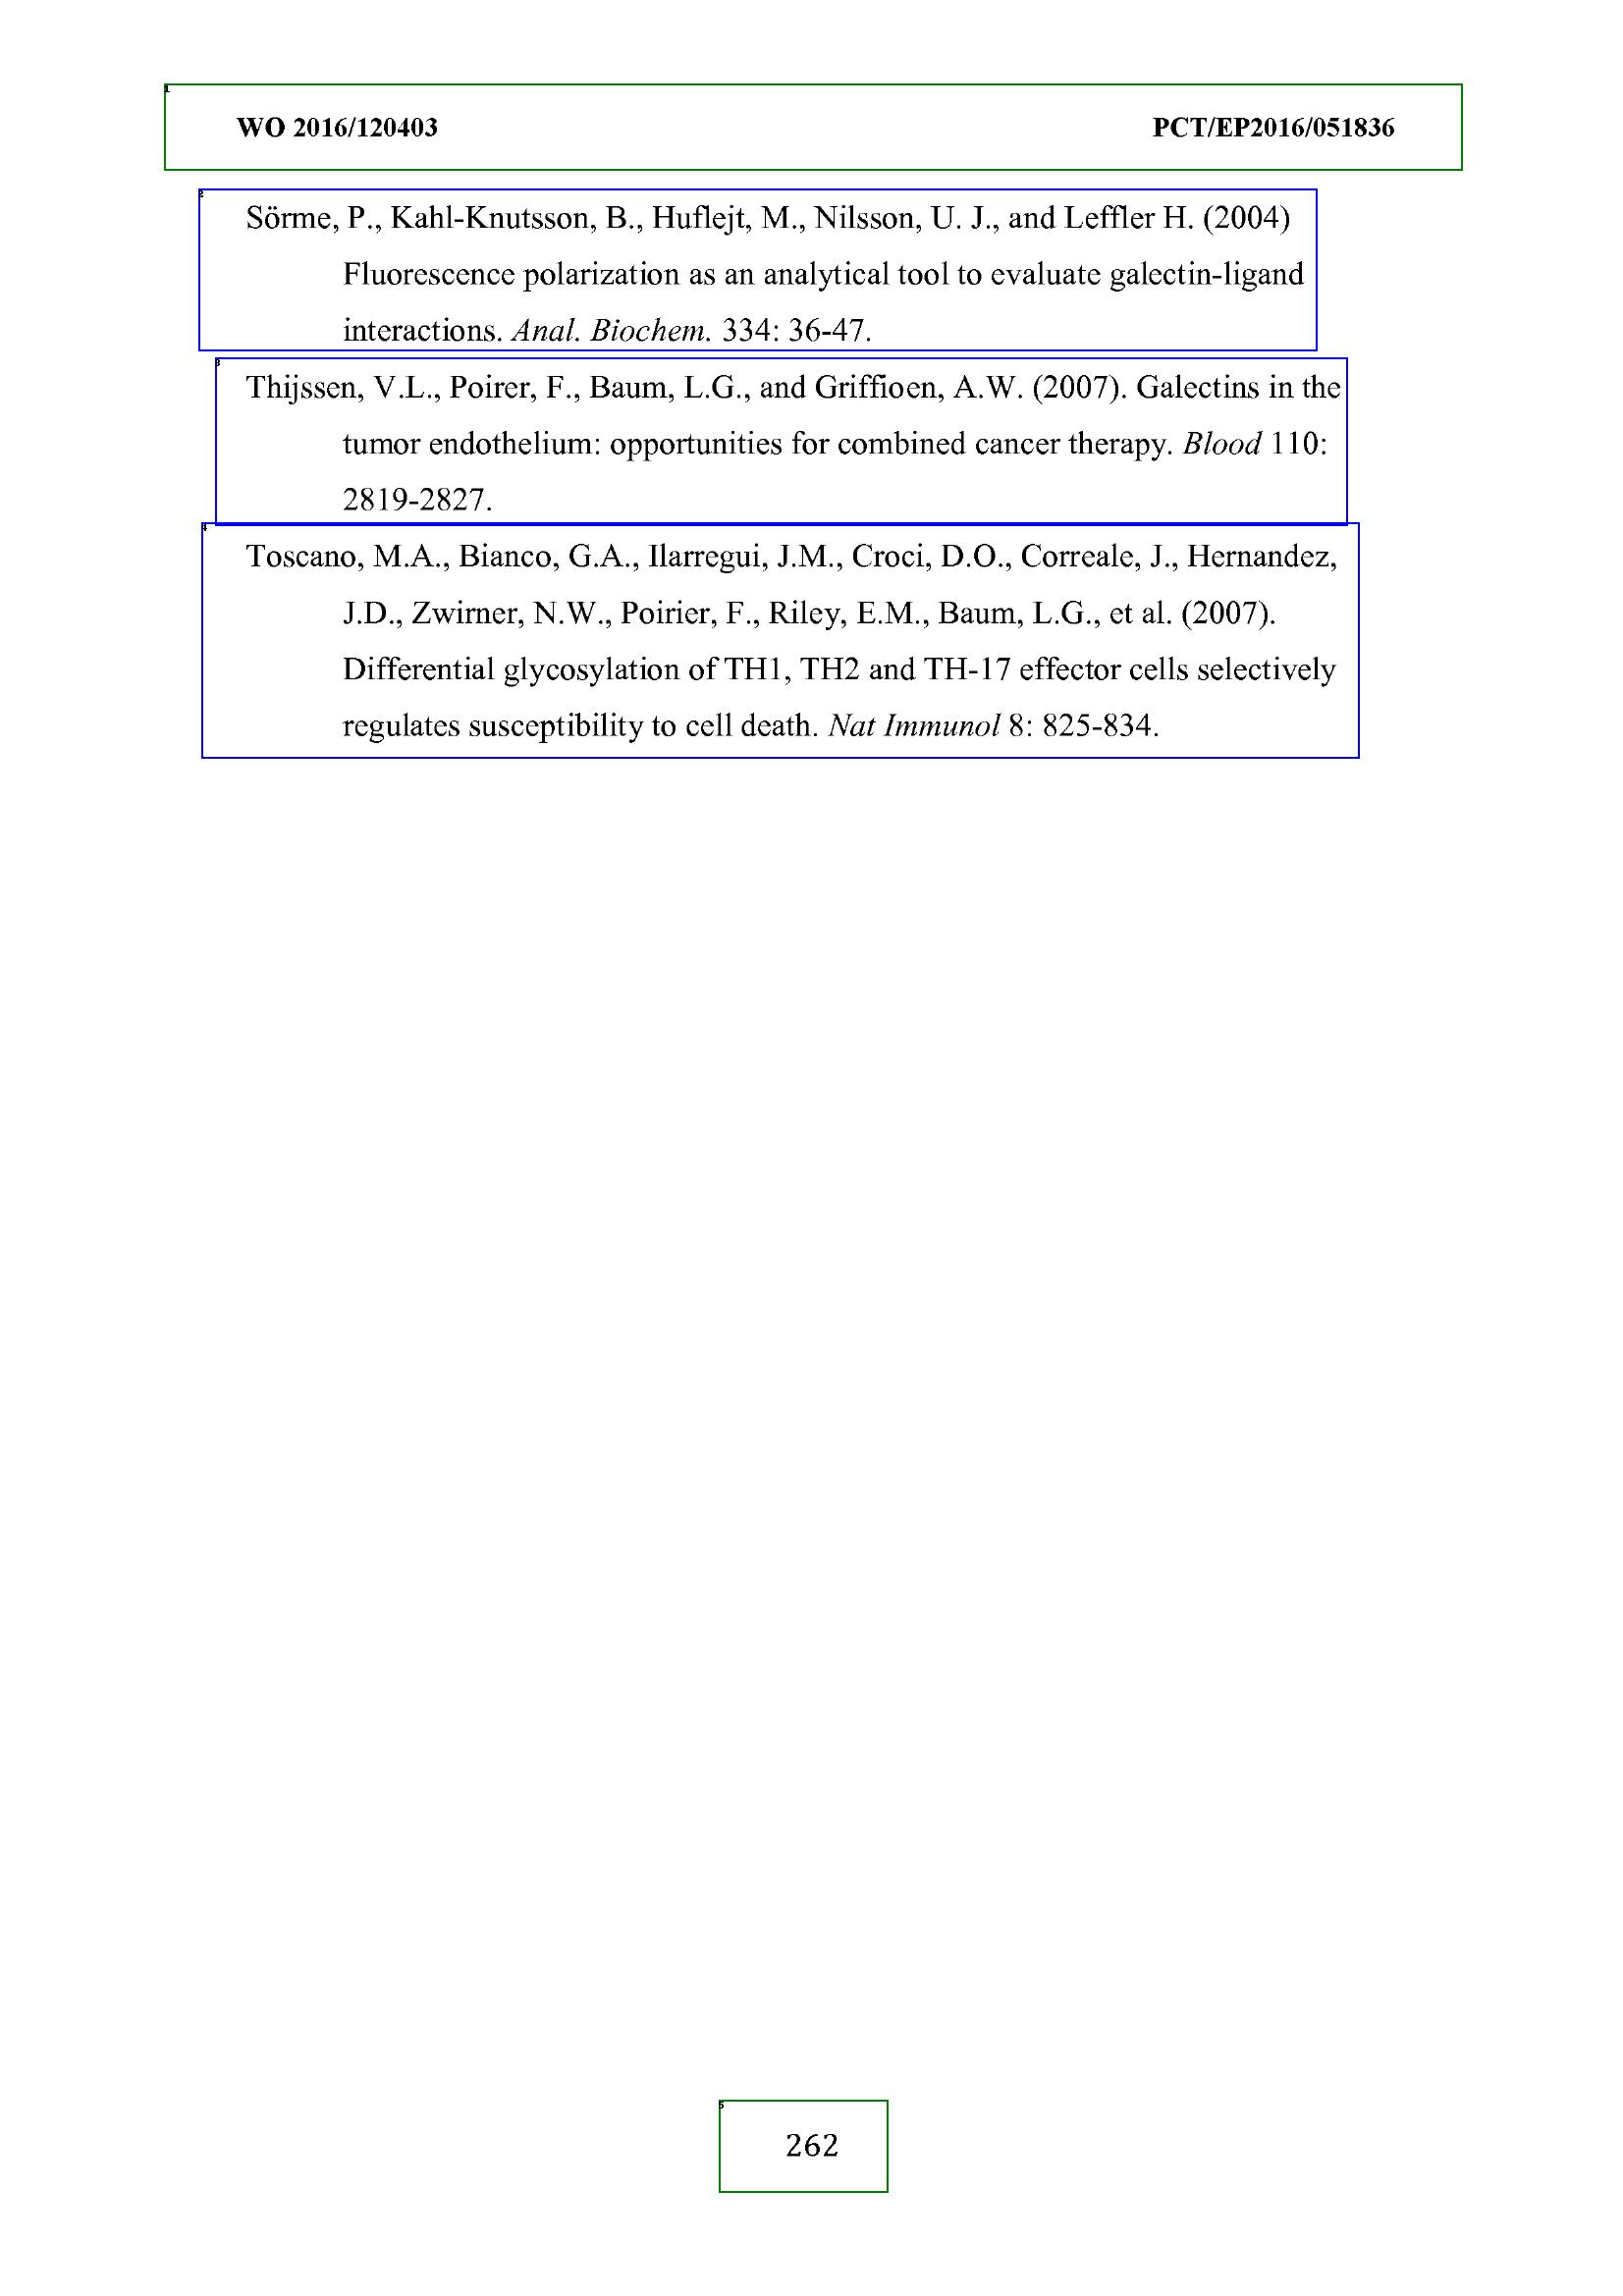 WO 2016/120403 PCT/EP2016/051836
Sörme, P., Kahl-Knutsson, B., Huflejt, M., Nilsson, U. J., and Leffler H. (2004)
Fluorescence polarization as an analytical tool to evaluate galectin-ligand
interactions. Anal. Biochem. 334: 36-47.
Thijssen, V.L., Poirer, F., Baum, L.G., and Griffioen, A.W. (2007). Galectins in the
tumor endothelium: opportunities for combined cancer therapy. Blood 110:
2819-2827.
Toscano, M.A., Bianco, G.A., Ilarregui, J.M., Croci, D.O., Correale, J., Hernandez,
J.D., Zwirner, N.W., Poirier, F., Riley, E.M., Baum, L.G., et al. (2007).
Differential glycosylation of TH1, TH2 and TH-17 effector cells selectively
regulates susceptibility to cell death. Nat Immunol 8: 825-834.
262